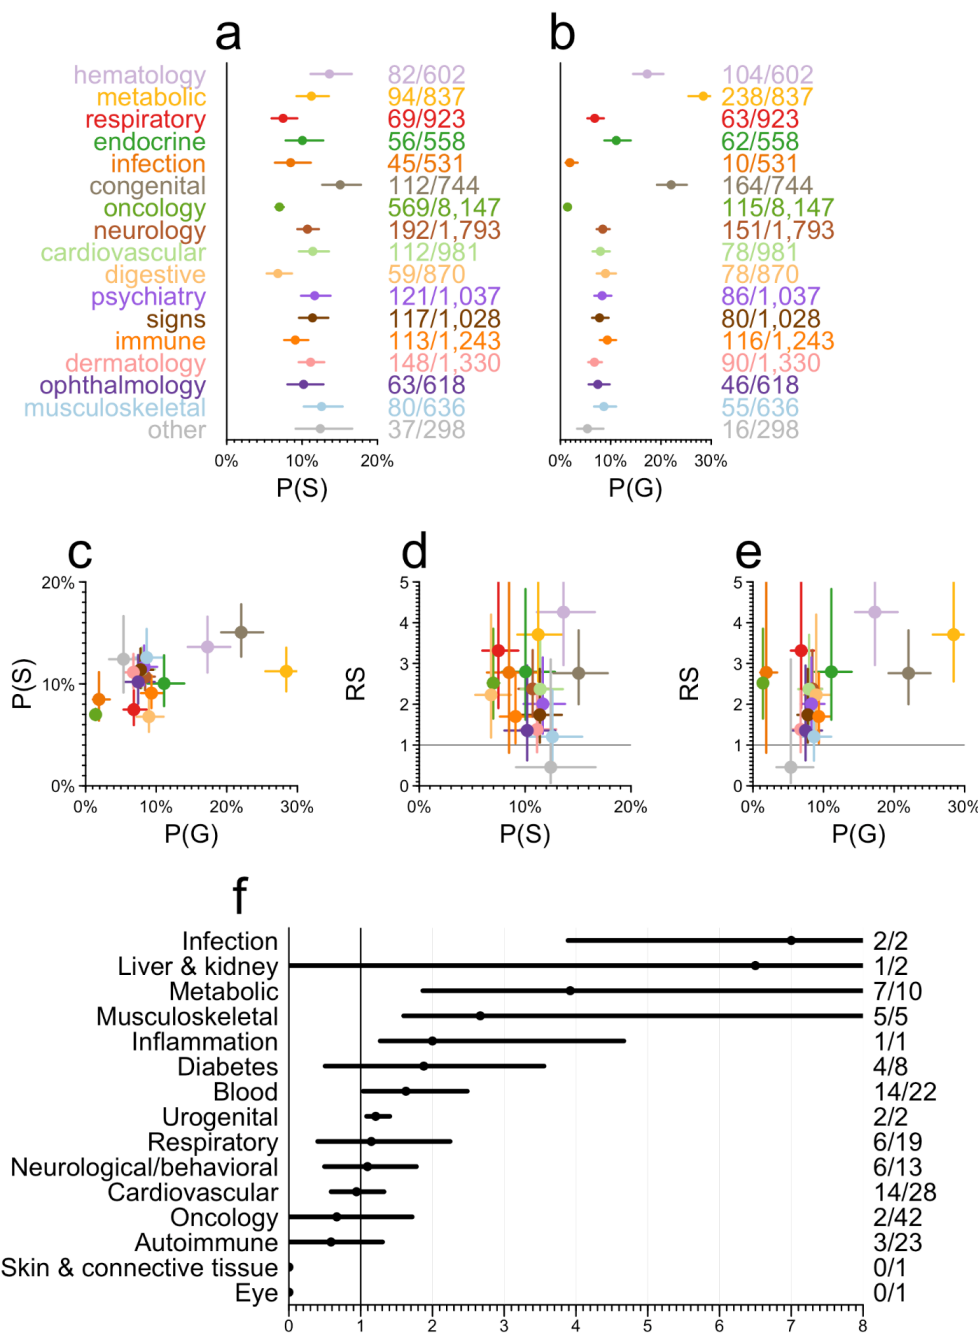 a
b
hematology 82/602 104/602
metabolic 94/837 238/837
respiratory 69/923 63/923
endocrine 56/558 62/558
infection 45/531 10/531
congenital 112/744 164/744
oncology 569/8,147 115/8,147
neurology 192/1,793 151/1,793
cardiovascular 112/981 78/981
digestive 59/870 78/870
psychiatry 121/1,037 86/1,037
signs 117/1,028 80/1,028
immune 113/1,243 116/1,243
dermatology 148/1,330 90/1,330
ophthalmology 63/618 46/618
musculoskeletal 80/636 55/636
other 37/298 16/298
0% 10% 20% 0% 10% 20% 30%
P(S) P(G)
c
d
e
20%
10%
0%
P(S)
0% 10% 20% 30%
P(G)
5
4
3
2
1
0
RS
0% 10% 20%
P(S)
5
4
3
2
1
0
RS
0% 10% 20% 30%
P(G)
f
Infection 2/2
Liver & kidney 1/2
Metabolic 7/10
Musculoskeletal 5/5
Inflammation 1/1
Diabetes 4/8
Blood 14/22
Urogenital 2/2
Respiratory 6/19
Neurological/behavioral 6/13
Cardiovascular 14/28
Oncology 2/42
Autoimmune 3/23
Skin & connective tissue 0/1
Eye 0/1
0 1 2 3 4 5 6 7 8